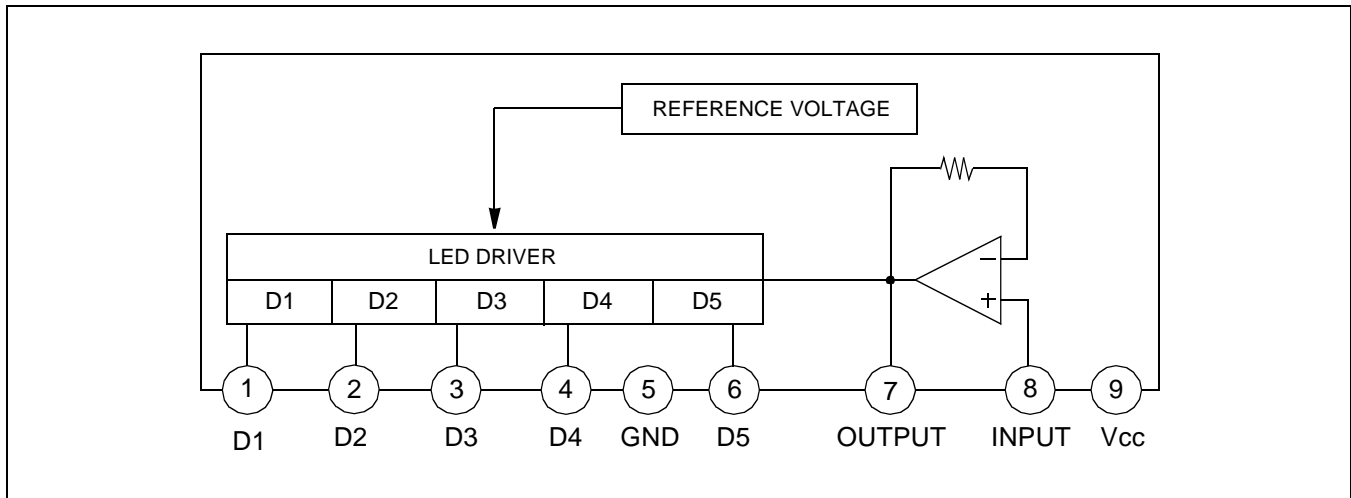 REFERENCE VOLTAGE
LED DRIVER
D1 D2 D3 D4 D5
− +
1 2 3 4 5 6 7 8 9
D1 D2 D3 D4 GND D5 OUTPUT INPUT Vcc